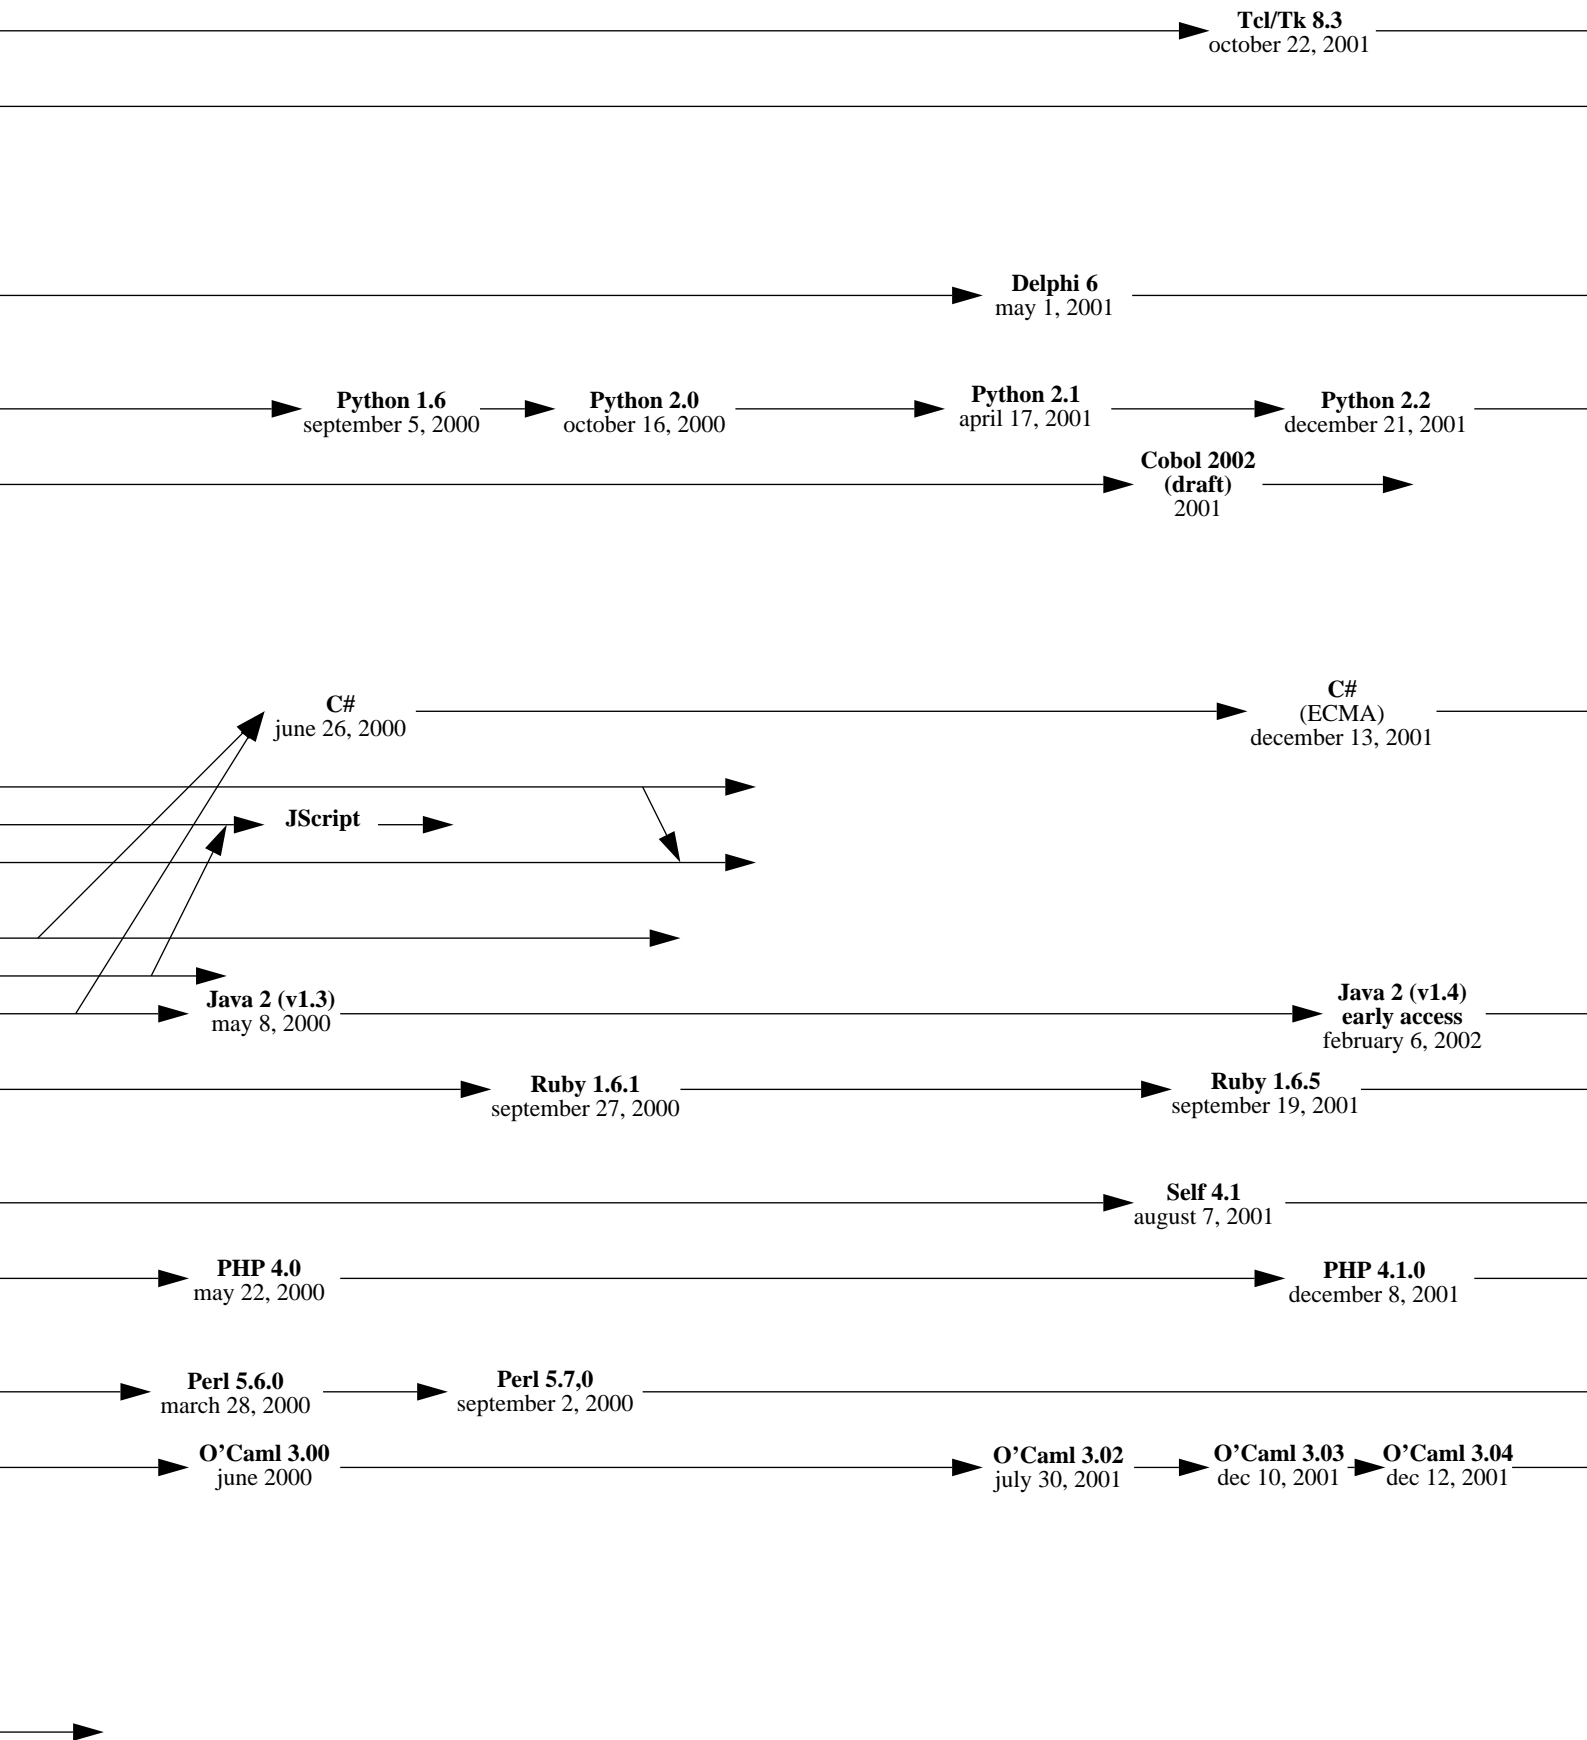 Tcl/Tk 8.3
october 22, 2001
Delphi 6
may 1, 2001
Python 1.6
september 5, 2000
Python 2.0
october 16, 2000
Python 2.1
april 17, 2001
Python 2.2
december 21, 2001
Cobol 2002
(draft)
2001
C#
june 26, 2000
C#
(ECMA)
december 13, 2001
JScript
Java 2 (v1.3)
may 8, 2000
Java 2 (v1.4)
early access
february 6, 2002
Ruby 1.6.1
september 27, 2000
Ruby 1.6.5
september 19, 2001
Self 4.1
august 7, 2001
PHP 4.0
may 22, 2000
PHP 4.1.0
december 8, 2001
Perl 5.6.0
march 28, 2000
Perl 5.7,0
september 2, 2000
O’Caml 3.00
june 2000
O’Caml 3.02
july 30, 2001
O’Caml 3.03
dec 10, 2001
O’Caml 3.04
dec 12, 2001